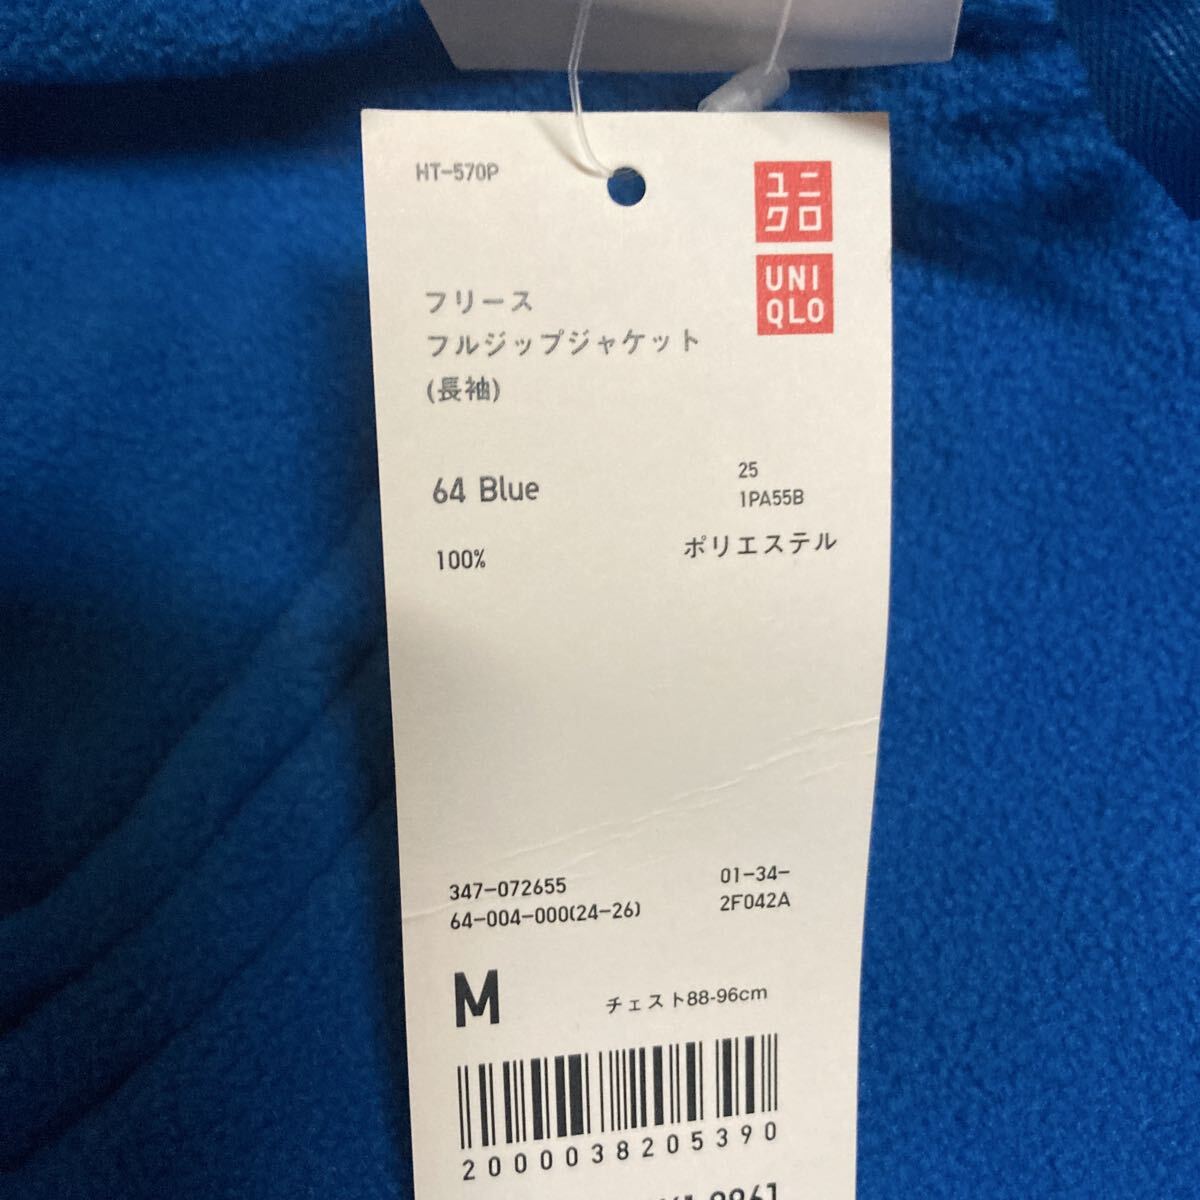 HT-570P
ユニ
クロ
UNI
QLO
フリース
フルジップジャケット
(長袖)
64 Blue
25
1PA55B
100%
ポリエステル
347-072655
64-004-000(24-26)
01-34-
2F042A
M
チェスト88-96cm
2000038205390